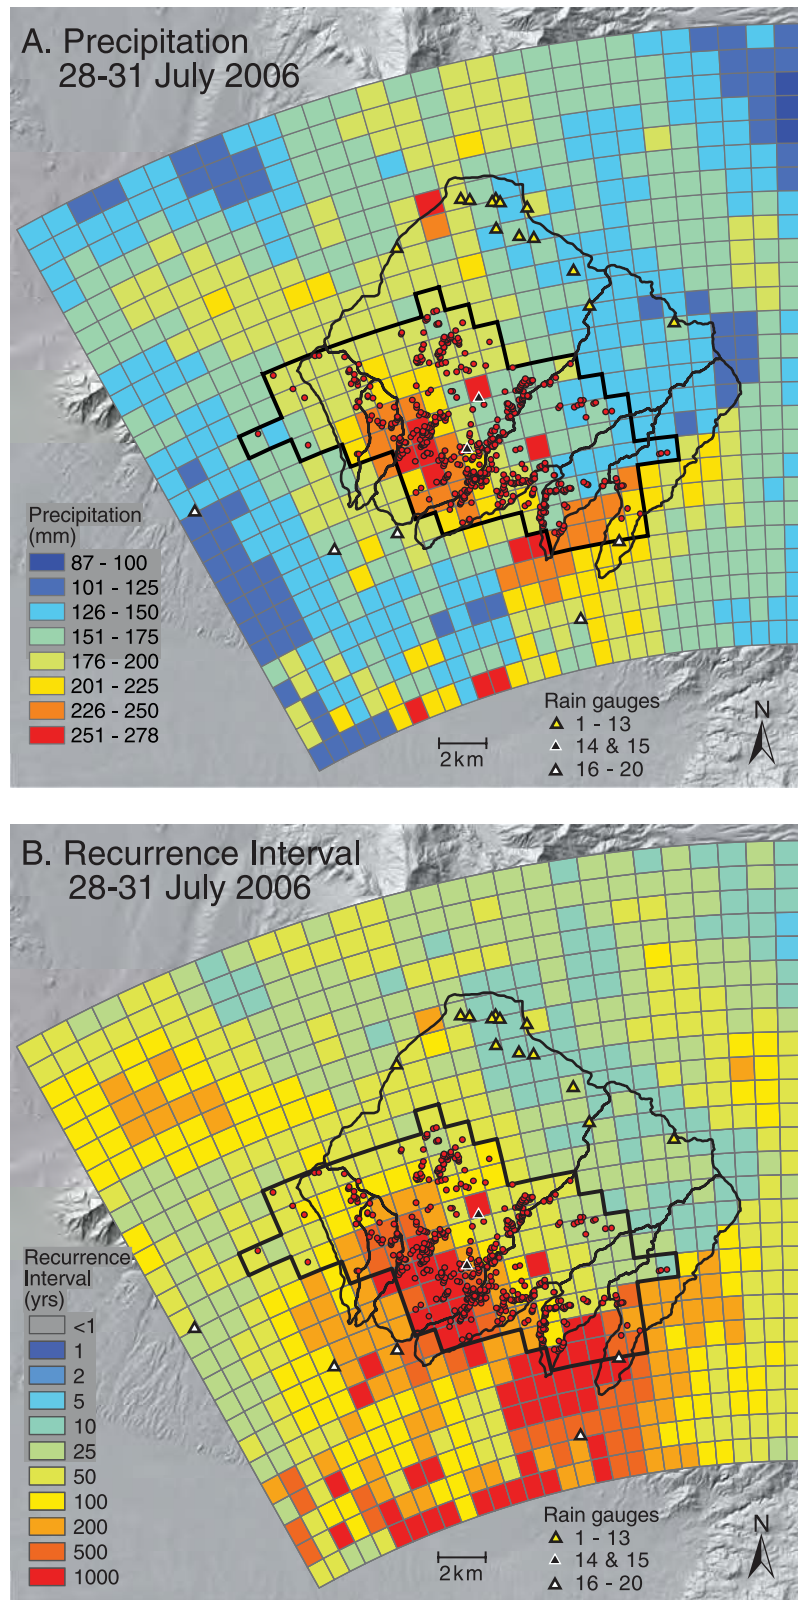 A. Precipitation
28-31 July 2006
Precipitation
(mm)
87 - 100
101 - 125
126 - 150
151 - 175
176 - 200
201 - 225
226 - 250
251 - 278
Rain gauges
1 - 13
14 & 15
16 - 20
2km
N
B. Recurrence Interval
28-31 July 2006
Recurrence
Interval
(yrs)
<1
1
2
5
10
25
50
100
200
500
1000
Rain gauges
1 - 13
14 & 15
16 - 20
2km
N